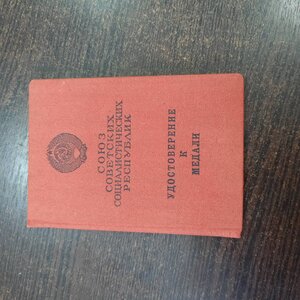 СОЮЗ
СОВЕТСКИХ
СОЦИАЛИСТИЧЕСКИХ
РЕСПУБЛИК
УДОСТОВЕРЕНИЕ
К
МЕДАЛИ